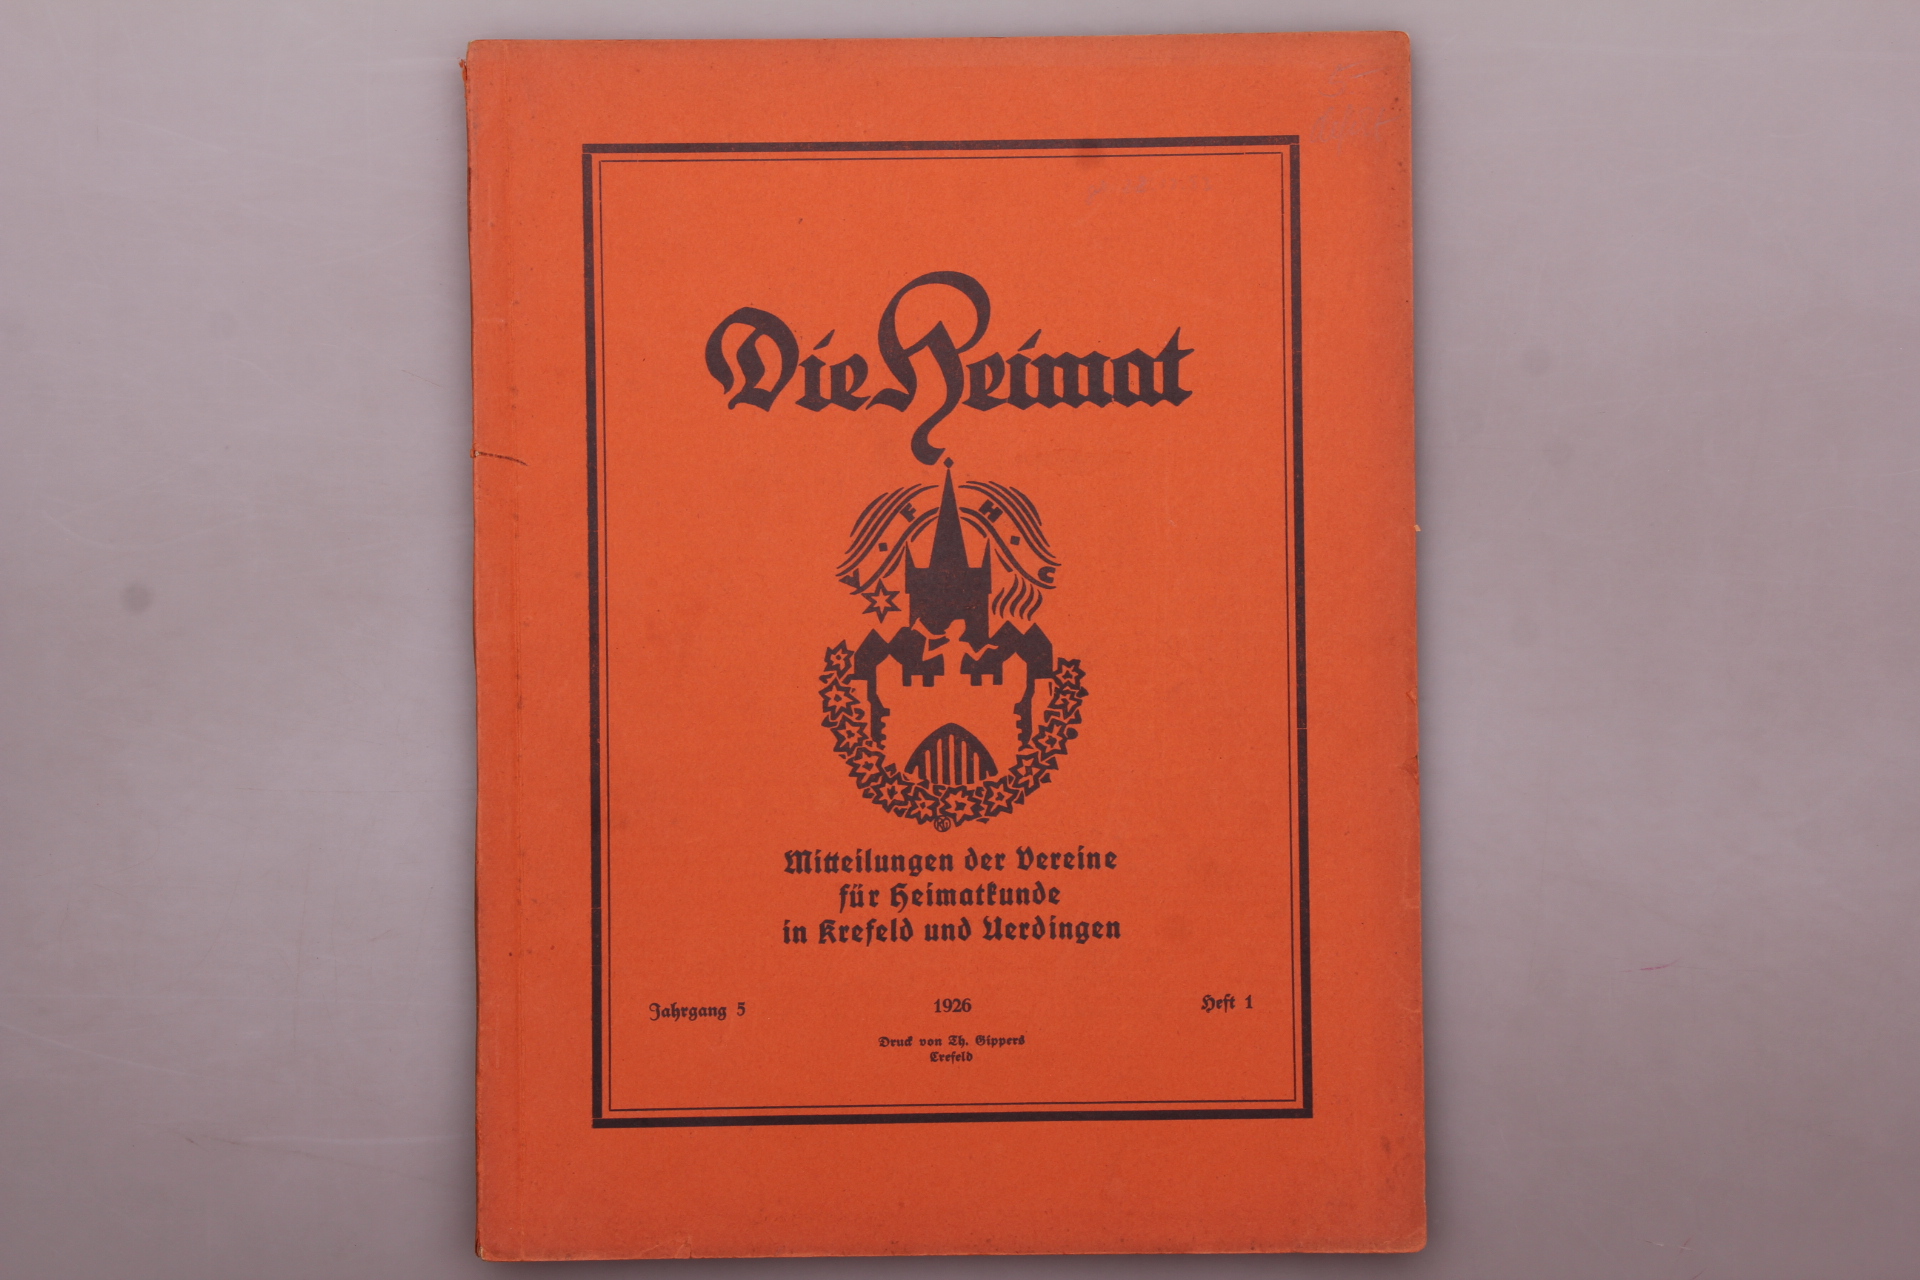 Die Heimat
V. F H. C
Mitteilungen der Vereine
für Heimatkunde
in Krefeld und Uerdingen
Jahrgang 5 1926 Heft 1
Druck von Th. Gippers
Crefeld